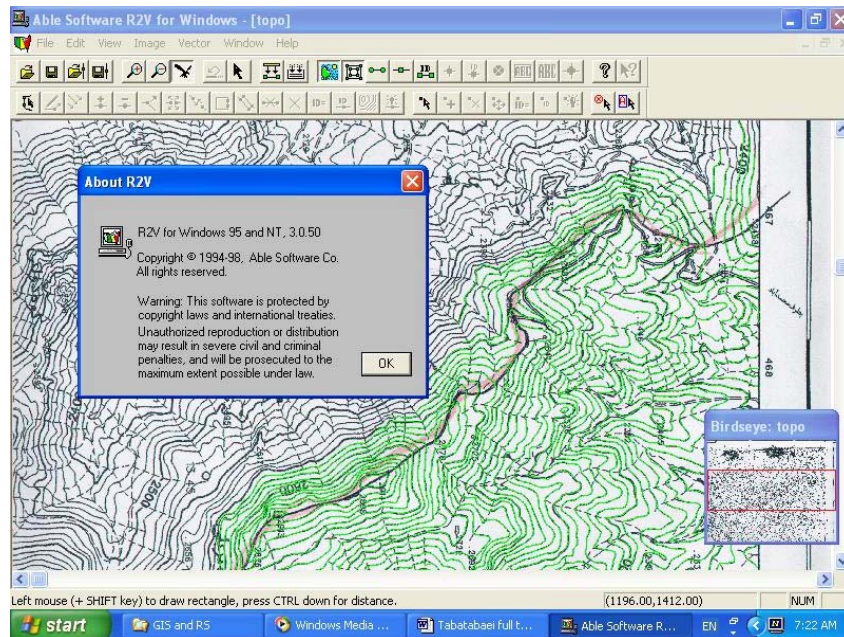 Able Software R2V for Windows - [topo]
File Edit View Image Vector Window Help
About R2V
R2V for Windows 95 and NT, 3.0.50
Copyright © 1994-98, Able Software Co.
All rights reserved.
Warning: This software is protected by
copyright laws and international treaties.
Unauthorized reproduction or distribution
may result in severe civil and criminal
penalties, and will be prosecuted to the
maximum extent possible under law.
OK
2400
467
468
2500
2500
Birdseye: topo
Left mouse (+ SHIFT key) to draw rectangle, press CTRL down for distance.
(1196.00,1412.00)
NUM
start
GIS and RS
Windows Media ...
Tabatabaei full t...
Able Software R...
EN
7:22 AM